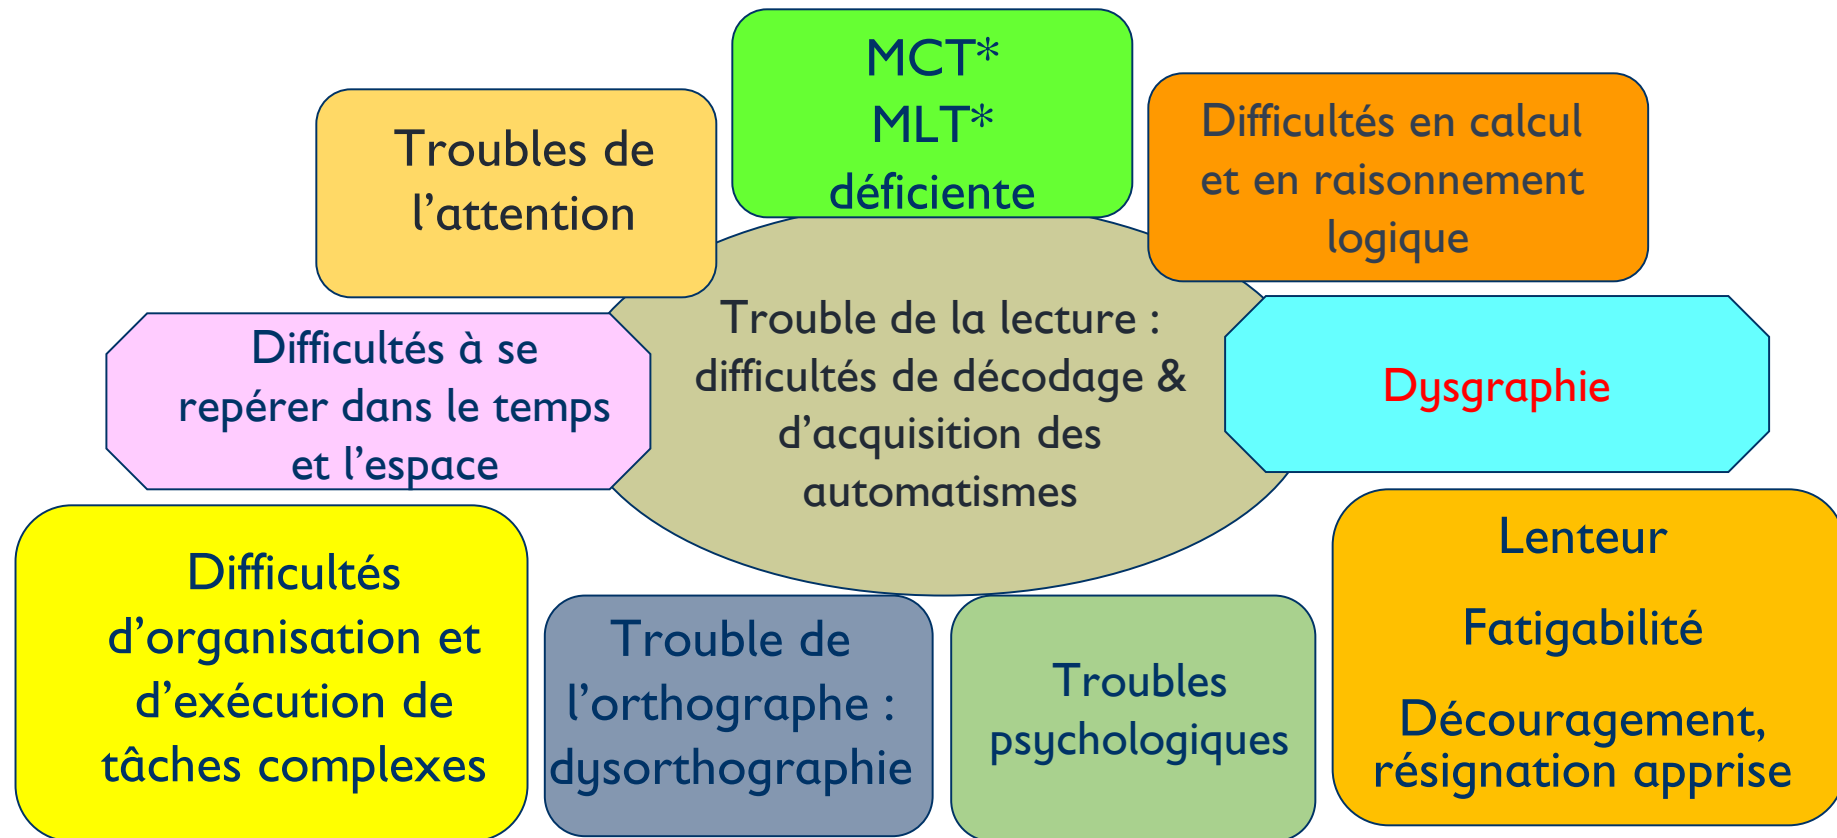 MCT*
MLT*
déficiente
Troubles de
l’attention
Difficultés en calcul
et en raisonnement
logique
Difficultés à se
repérer dans le temps
et l’espace
Trouble de la lecture :
difficultés de décodage &
d’acquisition des
automatismes
Dysgraphie
Difficultés
d’organisation et
d’exécution de
tâches complexes
Trouble de
l’orthographe :
dysorthographie
Troubles
psychologiques
Lenteur
Fatigabilité
Découragement,
résignation apprise